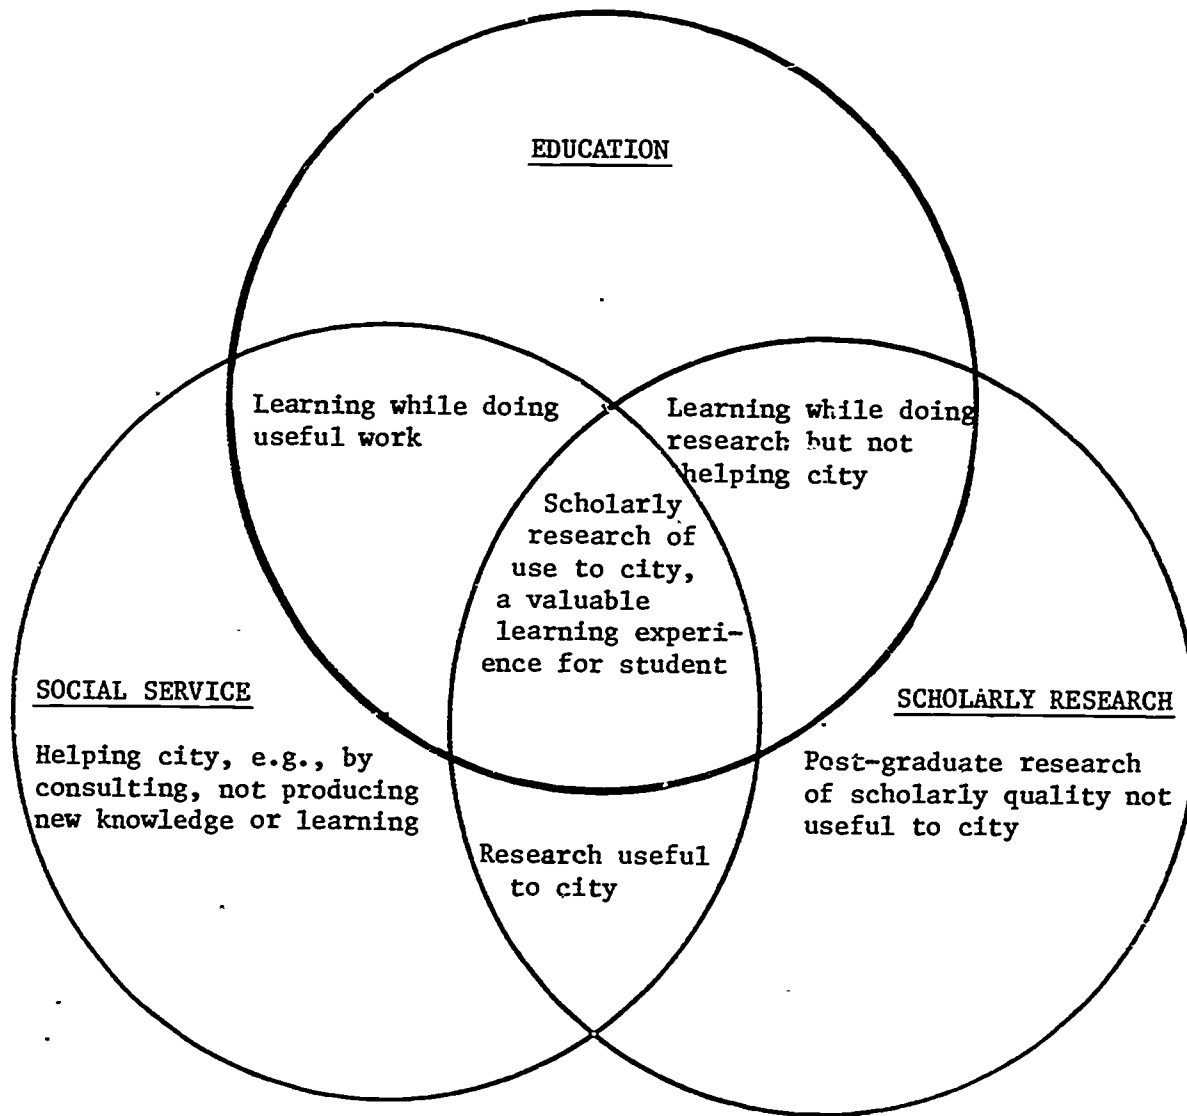 EDUCATION
Learning while doing
useful work
Learning while doing
research but not
helping city
Scholarly
research of
use to city,
a valuable
learning experi-
ence for student
SOCIAL SERVICE
Helping city, e.g., by
consulting, not producing
new knowledge or learning
SCHOLARLY RESEARCH
Post-graduate research
of scholarly quality not
useful to city
Research useful
to city